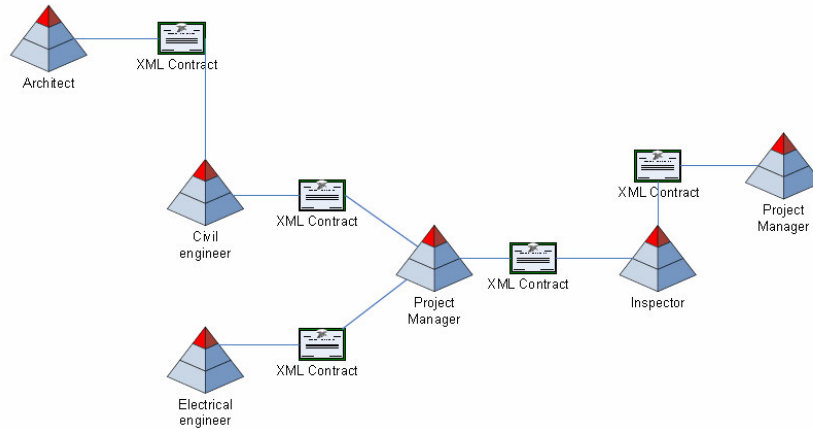 XML Contract
Architect
Project
Manager
XML Contract
XML Contract
Civil
engineer
Project
Manager
XML Contract
Inspector
XML Contract
Electrical
engineer